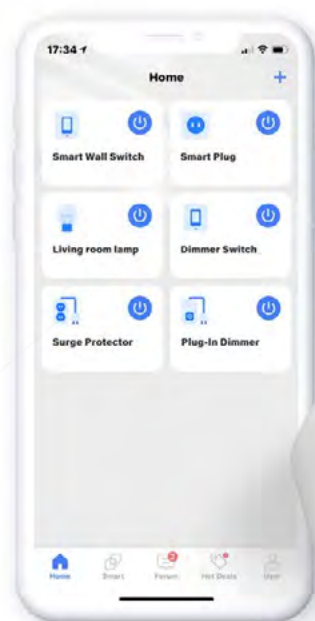 17:34
Home
Smart Wall Switch
Smart Plug
Living room lamp
Dimmer Switch
Surge Protector
Plug-In Dimmer
Home
Smart
Forum
Hot Deals
User